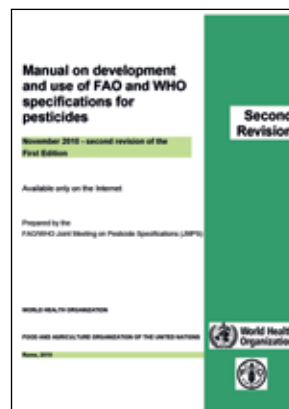 Manual on development
and use of FAO and WHO
specifications for
pesticides
November 2010 - second revision of the
First Edition
Available only on the Internet
Prepared by the
FAO/WHO Joint Meeting on Pesticide Specifications (JMPS)
WORLD HEALTH ORGANIZATION
FOOD AND AGRICULTURE ORGANIZATION OF THE UNITED NATIONS
Rome, 2010
Second
Revision
World Health
Organization